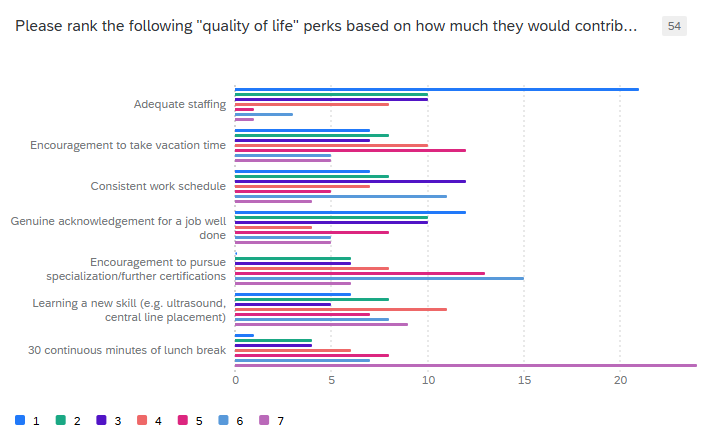 Please rank the following "quality of life" perks based on how much they would contrib...
54
Adequate staffing
Encouragement to take vacation time
Consistent work schedule
Genuine acknowledgement for a job well
done
Encouragement to pursue
specialization/further certifications
Learning a new skill (e.g. ultrasound,
central line placement)
30 continuous minutes of lunch break
0 5 10 15 20
1 2 3 4 5 6 7